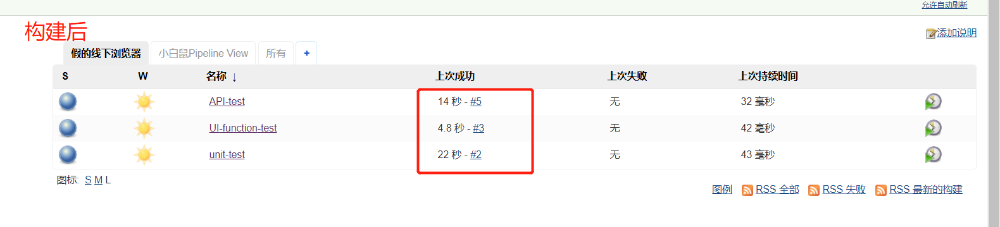 允许自动刷新
构建后
添加说明
假的线下浏览器 小白鼠Pipeline View 所有 +
S W 名称 ↓ 上次成功 上次失败 上次持续时间
API-test 14 秒 - #5 无 32 毫秒
UI-function-test 4.8 秒 - #3 无 42 毫秒
unit-test 22 秒 - #2 无 43 毫秒
图标: S M L
图例 RSS 全部 RSS 失败 RSS 最新的构建